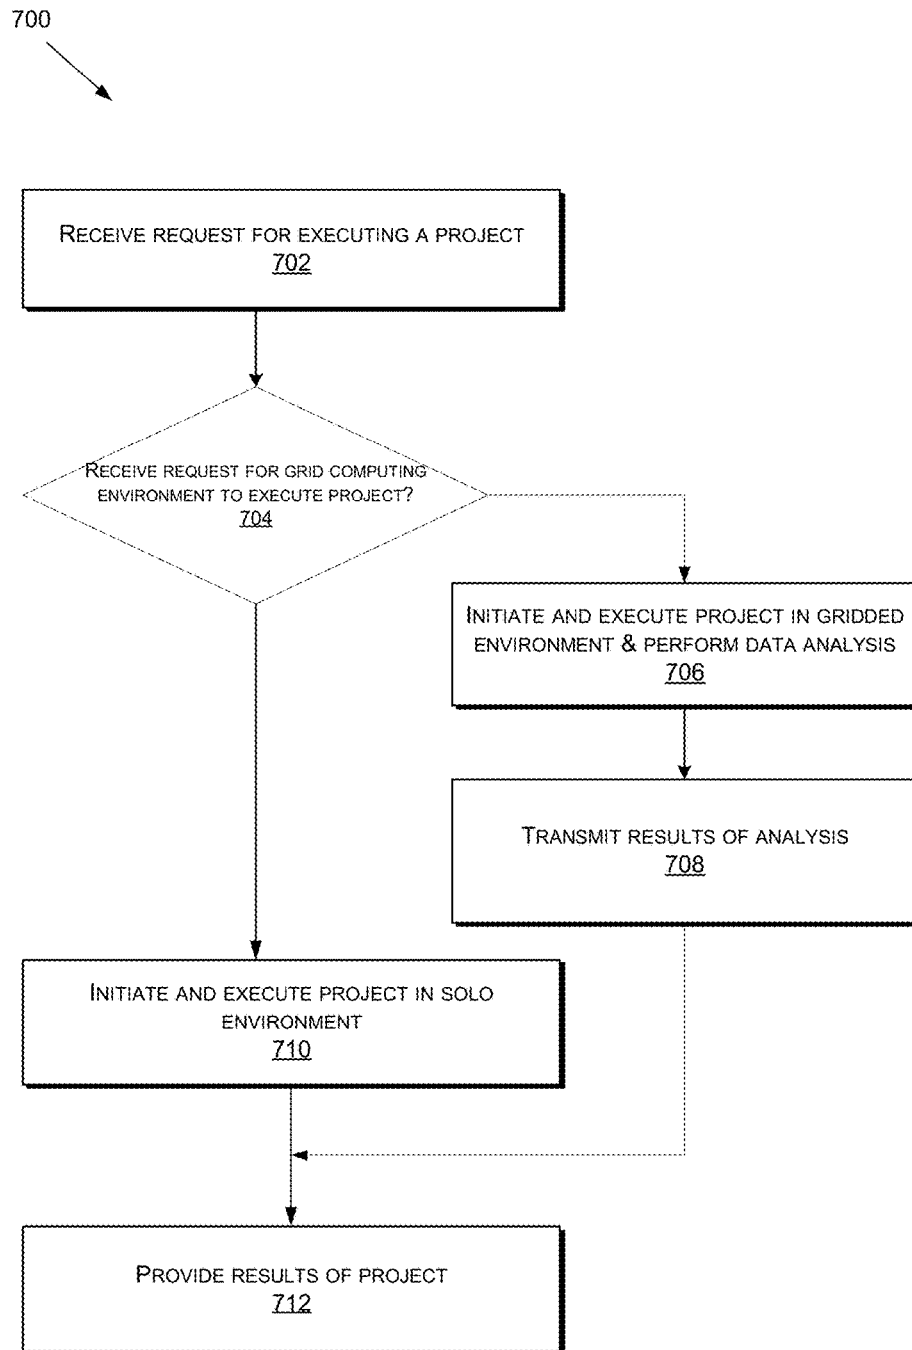 700
RECEIVE REQUEST FOR EXECUTING A PROJECT
702
RECEIVE REQUEST FOR GRID COMPUTING
ENVIRONMENT TO EXECUTE PROJECT?
704
INITIATE AND EXECUTE PROJECT IN GRIDDED
ENVIRONMENT & PERFORM DATA ANALYSIS
706
TRANSMIT RESULTS OF ANALYSIS
708
INITIATE AND EXECUTE PROJECT IN SOLO
ENVIRONMENT
710
PROVIDE RESULTS OF PROJECT
712